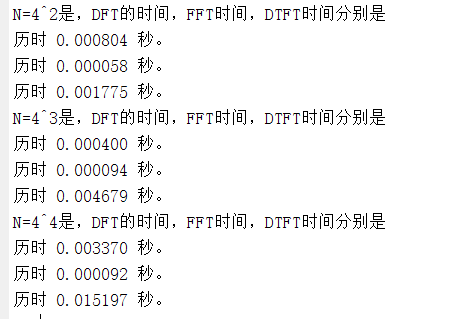 N=4^2是，DFT的时间，FFT时间，DTFT时间分别是
历时 0.000804 秒。
历时 0.000058 秒。
历时 0.001775 秒。
N=4^3是，DFT的时间，FFT时间，DTFT时间分别是
历时 0.000400 秒。
历时 0.000094 秒。
历时 0.004679 秒。
N=4^4是，DFT的时间，FFT时间，DTFT时间分别是
历时 0.003370 秒。
历时 0.000092 秒。
历时 0.015197 秒。